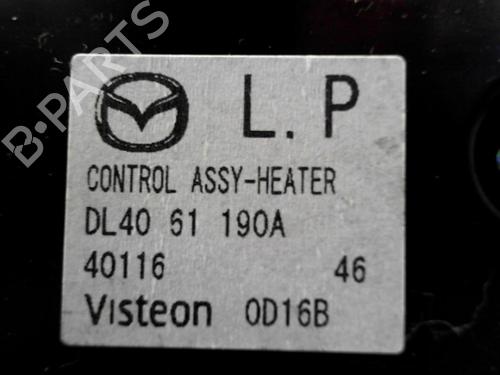 L.P
CONTROL ASSY-HEATER
DL40 61 190A
40116 46
Visteon 0D16B
B-PARTS